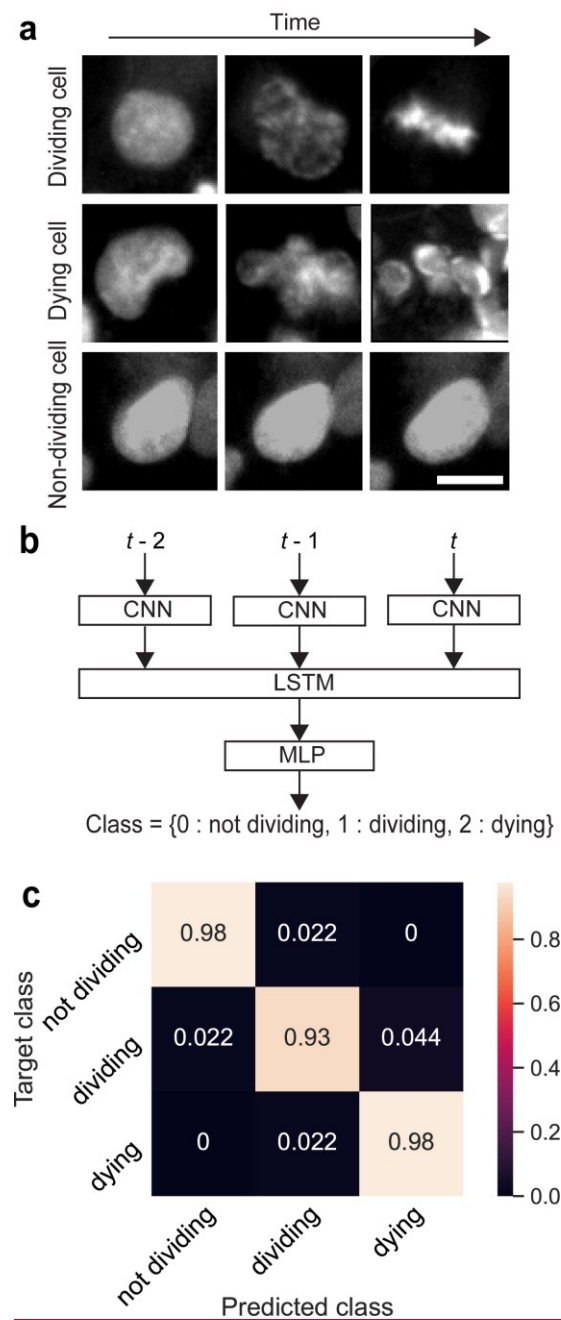 a
Time
Dividing cell
Dying cell
Non-dividing cell
b
t - 2
t - 1
t
CNN
CNN
CNN
LSTM
MLP
Class = {0 : not dividing, 1 : dividing, 2 : dying}
c
Target class
not dividing
0.98
0.022
0
dividing
0.022
0.93
0.044
dying
0
0.022
0.98
0.8
0.6
0.4
0.2
0.0
not dividing
dividing
dying
Predicted class